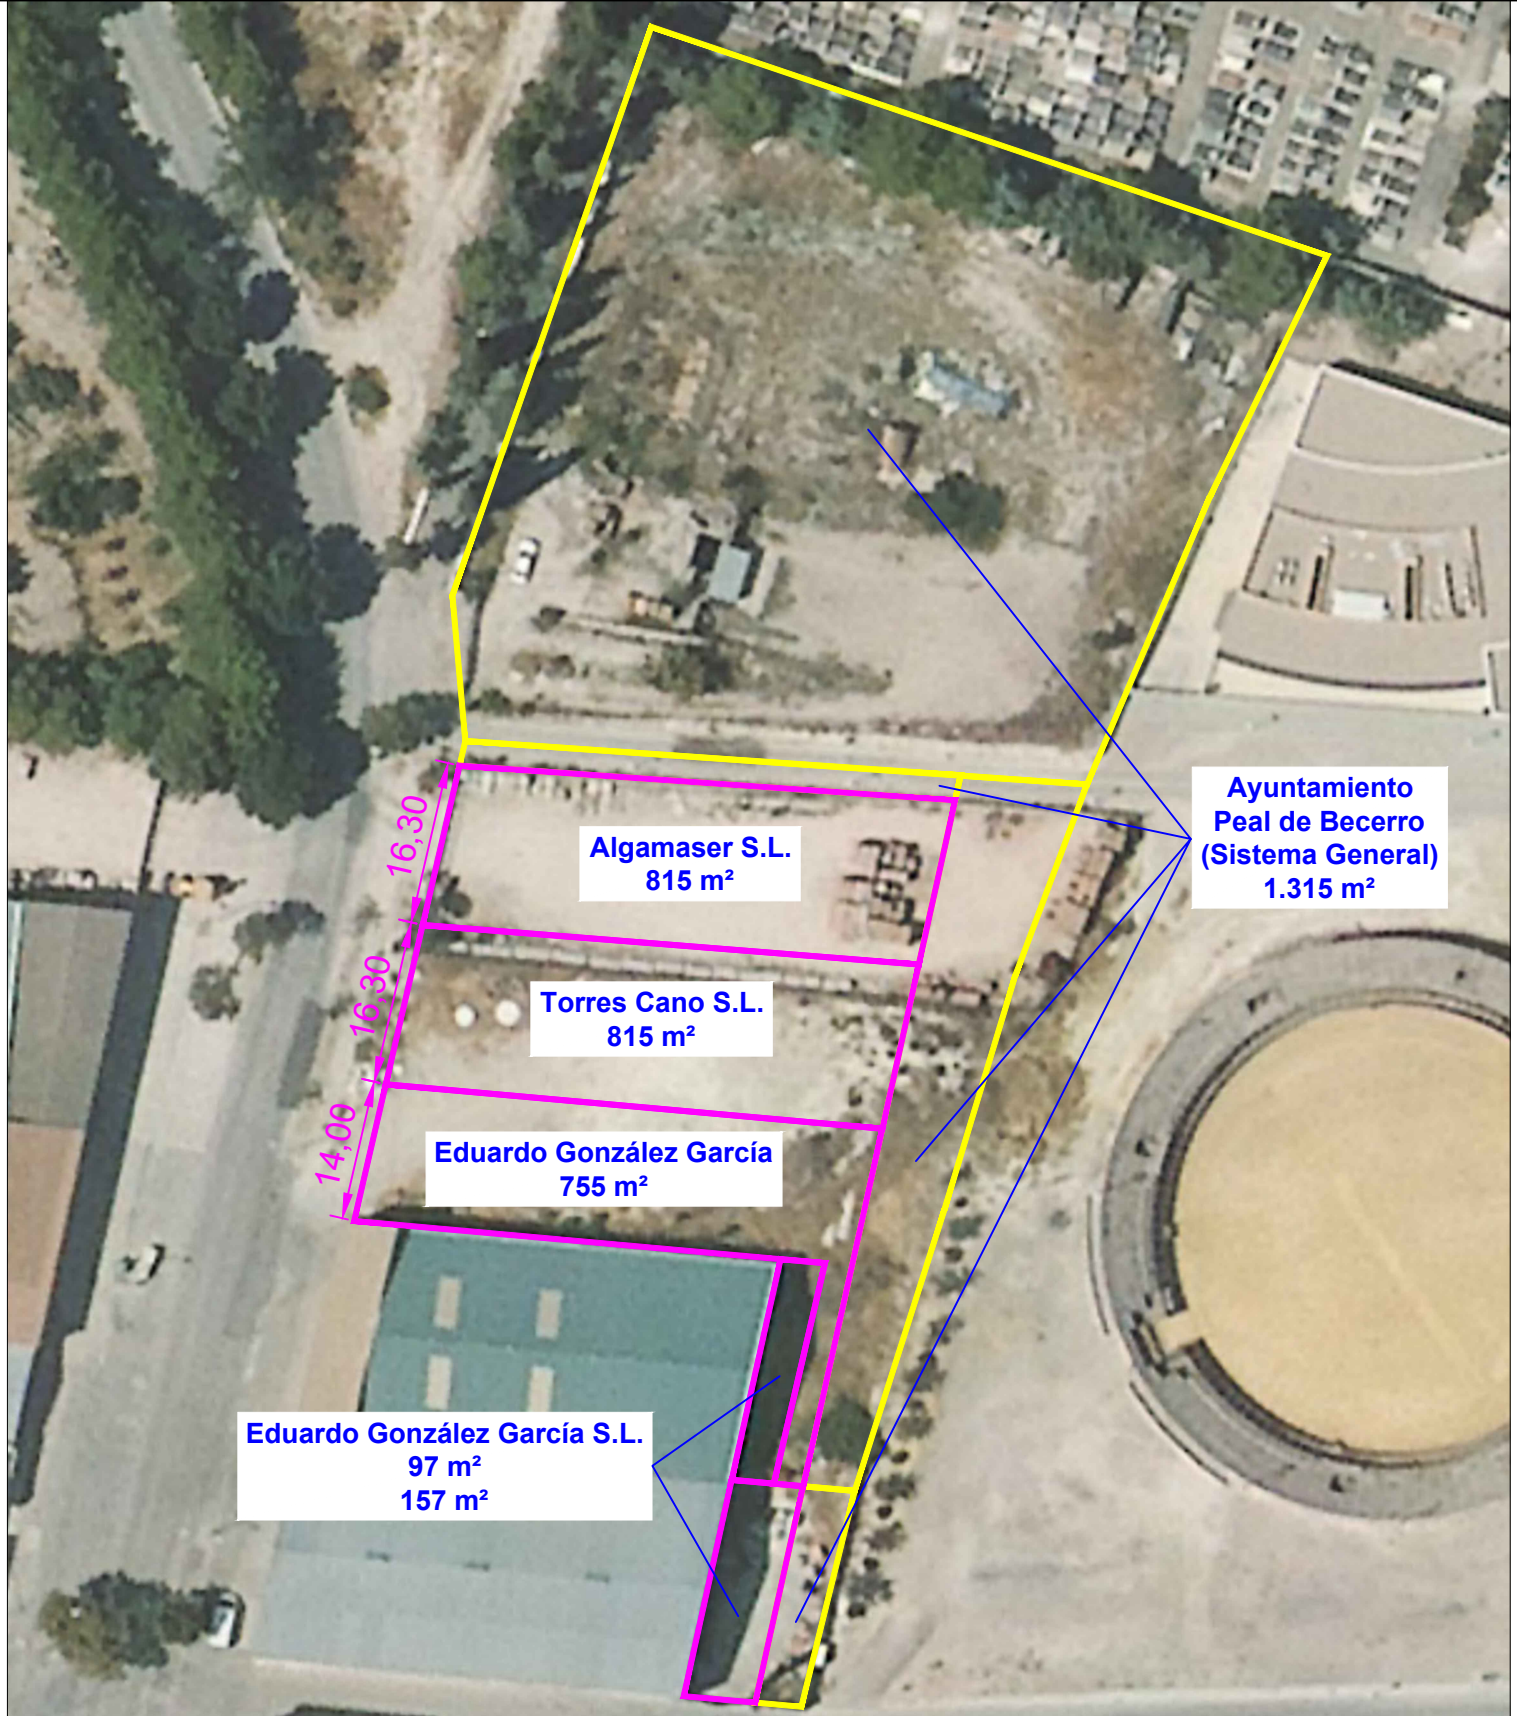 Ayuntamiento
Peal de Becerro
(Sistema General)
1.315 m²
16,30
Algamaser S.L.
815 m²
16,30
Torres Cano S.L.
815 m²
14,00
Eduardo González García
755 m²
Eduardo González García S.L.
97 m²
157 m²